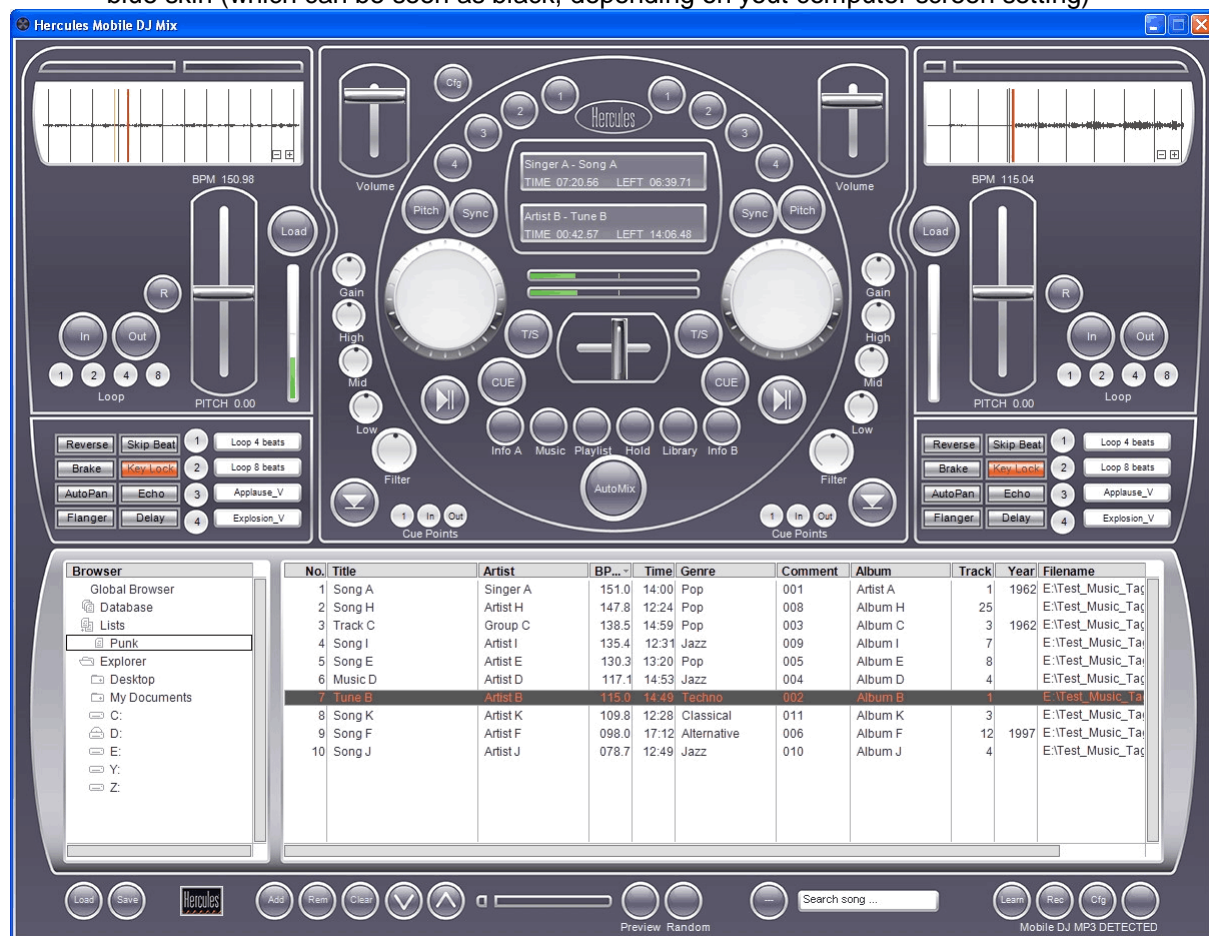 blue skin (which can be seen as black, depending on yout computer screen setting)
Hercules Mobile DJ Mix
Cfg
1
2
3
4
Hercules
1
2
3
4
Volume
Volume
Singer A - Song A
TIME 07:20.56 LEFT 06:39.71
Artist B - Tune B
TIME 00:42.57 LEFT 14:06.48
BPM 150.98
BPM 115.04
Load
Pitch
Sync
Sync
Pitch
Load
R
In
Out
1 2 4 8
Loop
PITCH 0.00
Gain
High
Mid
Low
Filter
T/S
CUE
T/S
CUE
Gain
High
Mid
Low
Filter
R
In
Out
1 2 4 8
Loop
PITCH 0.00
Info A Music Playlist Hold Library Info B
AutoMix
1 In Out
Cue Points
1 In Out
Cue Points
Reverse Skip Beat 1 Loop 4 beats
Brake Key Lock 2 Loop 8 beats
AutoPan Echo 3 Applause_V
Flanger Delay 4 Explosion_V
Reverse Skip Beat 1 Loop 4 beats
Brake Key Lock 2 Loop 8 beats
AutoPan Echo 3 Applause_V
Flanger Delay 4 Explosion_V
Browser
Global Browser
Database
Lists
Punk
Explorer
Desktop
My Documents
C:
D:
E:
Y:
Z:
No. Title Artist BP... Time Genre Comment Album Track Year Filename
1 Song A Singer A 151.0 14:00 Pop 001 Artist A 1 1962 E:\Test_Music_Tag
2 Song H Artist H 147.8 12:24 Pop 008 Album H 25 E:\Test_Music_Tag
3 Track C Group C 138.5 14:59 Pop 003 Album C 3 1962 E:\Test_Music_Tag
4 Song I Artist I 135.4 12:31 Jazz 009 Album I 7 E:\Test_Music_Tag
5 Song E Artist E 130.3 13:20 Pop 005 Album E 8 E:\Test_Music_Tag
6 Music D Artist D 117.1 14:53 Jazz 004 Album D 4 E:\Test_Music_Tag
7 Tune B Artist B 115.0 14:49 Techno 002 Album B 1 E:\Test_Music_Tag
8 Song K Artist K 109.8 12:28 Classical 011 Album K 3 E:\Test_Music_Tag
9 Song F Artist F 098.0 17:12 Alternative 006 Album F 12 1997 E:\Test_Music_Tag
10 Song J Artist J 078.7 12:49 Jazz 010 Album J 4 E:\Test_Music_Tag
Load Save Hercules Add Rem Clear
Preview Random
---
Search song ...
Learn Rec Cfg
Mobile DJ MP3 DETECTED